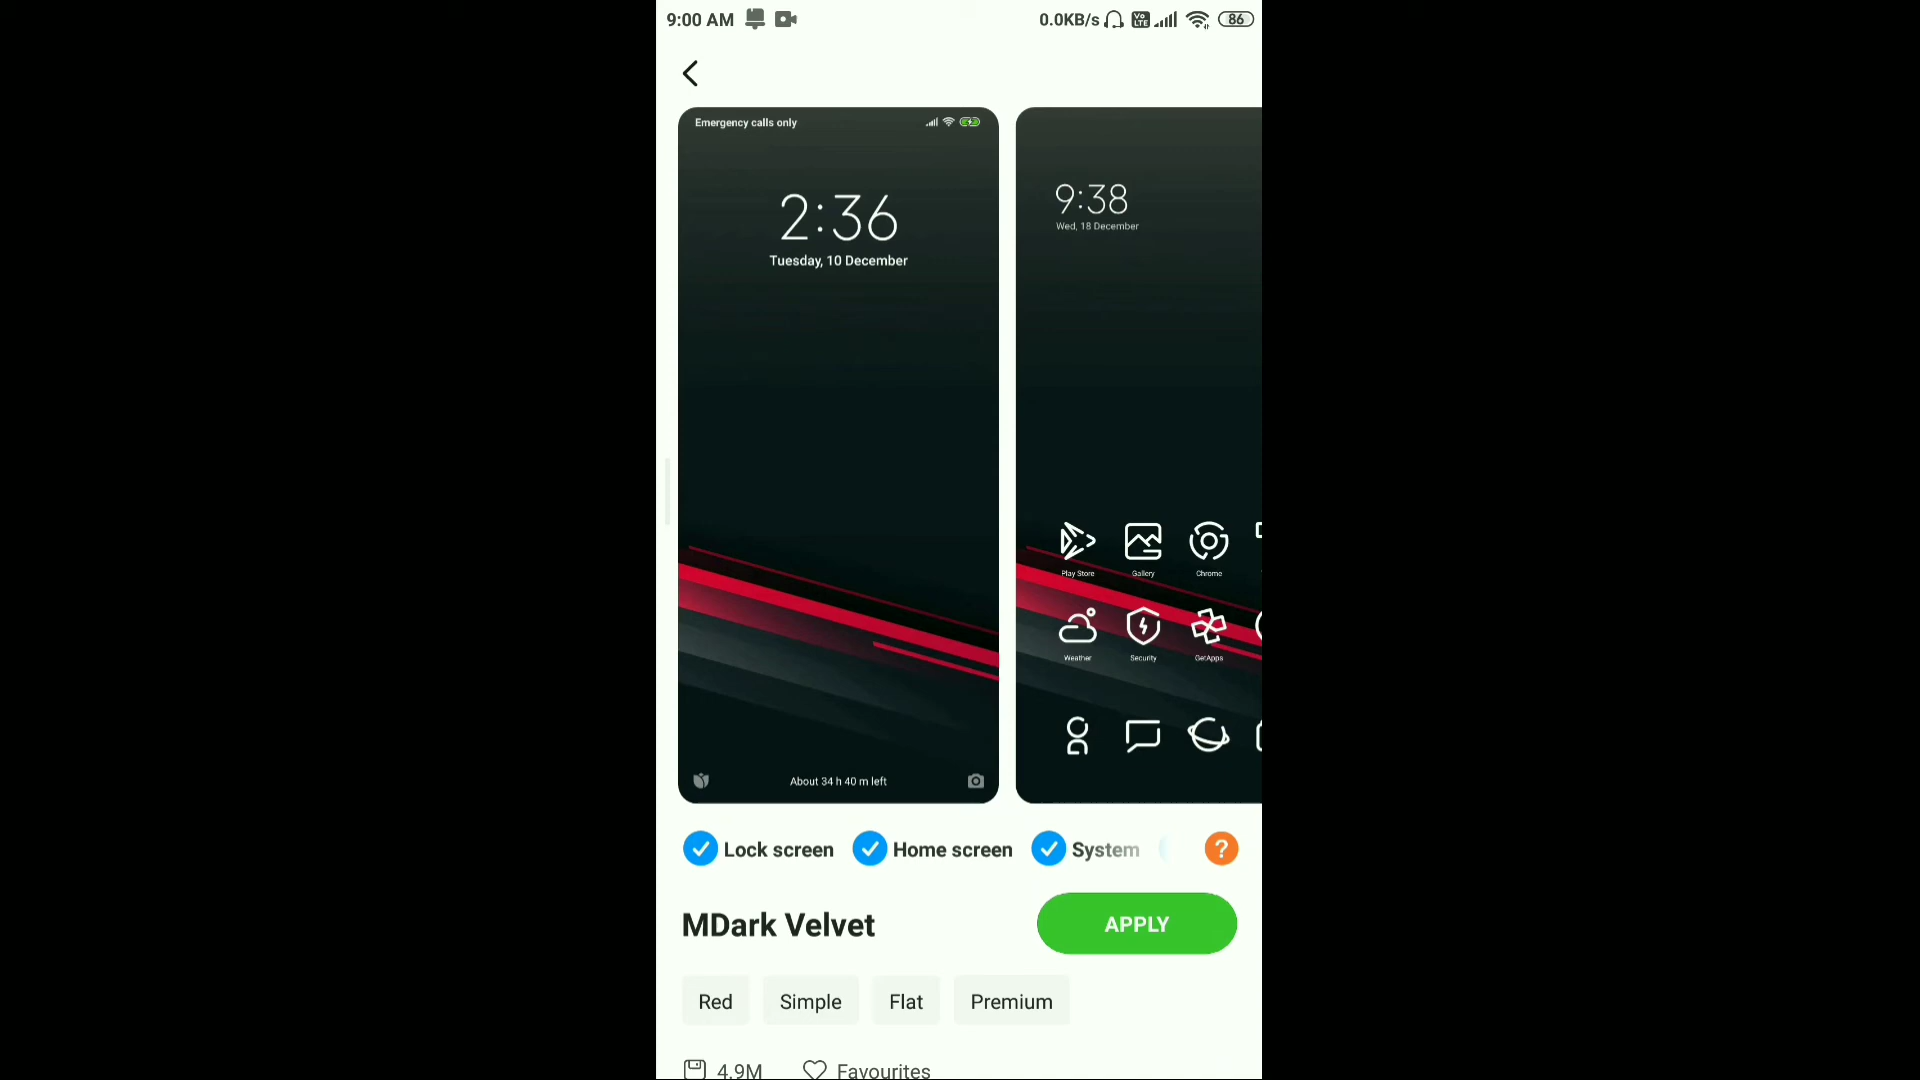 9:00 AM
0.0KB/s
Vo
LTE
86
Emergency calls only
2:36
Tuesday, 10 December
About 34 h 40 m left
9:38
Wed, 18 December
Play Store
Gallery
Chrome
Weather
Security
GetApps
Lock screen
Home screen
System
?
MDark Velvet
APPLY
Red
Simple
Flat
Premium
4.9M
Favourites